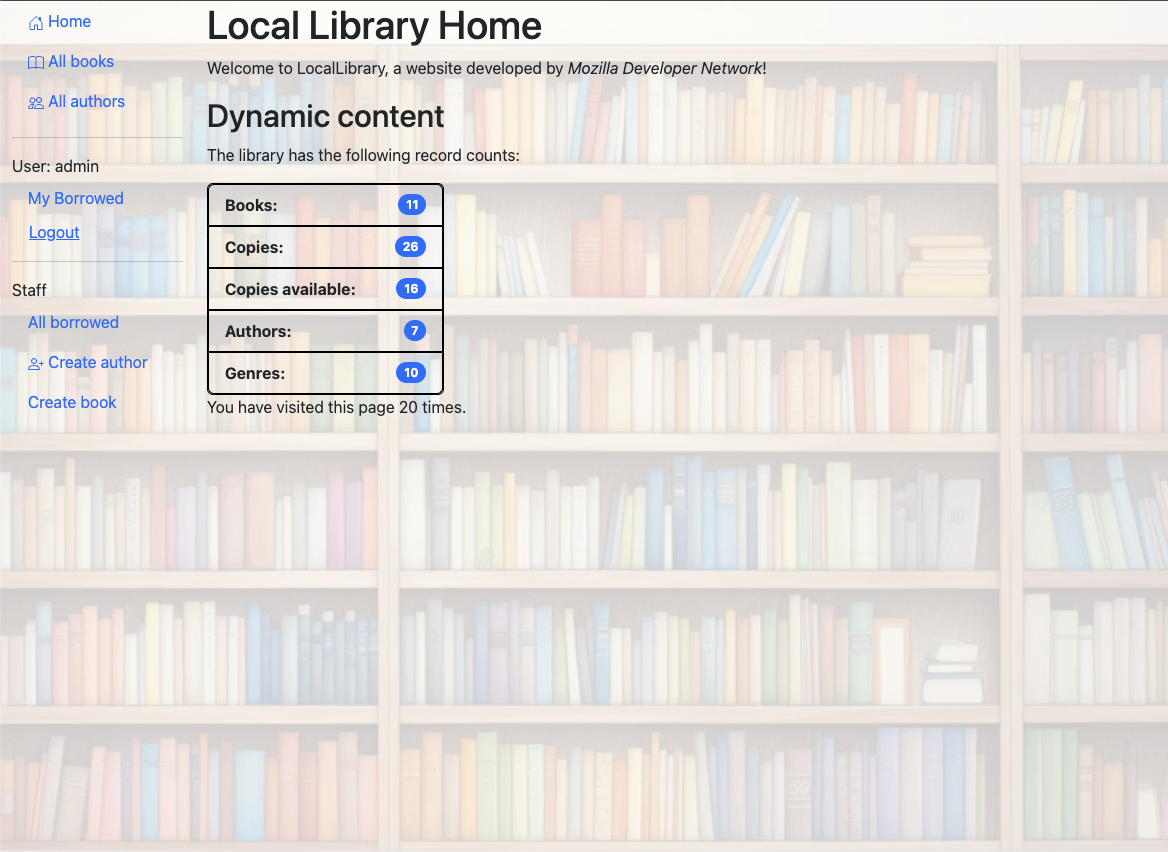 Home
All books
All authors
User: admin
My Borrowed
Logout
Staff
All borrowed
Create author
Create book
Local Library Home
Welcome to LocalLibrary, a website developed by Mozilla Developer Network!
Dynamic content
The library has the following record counts:
Books: 11
Copies: 26
Copies available: 16
Authors: 7
Genres: 10
You have visited this page 20 times.